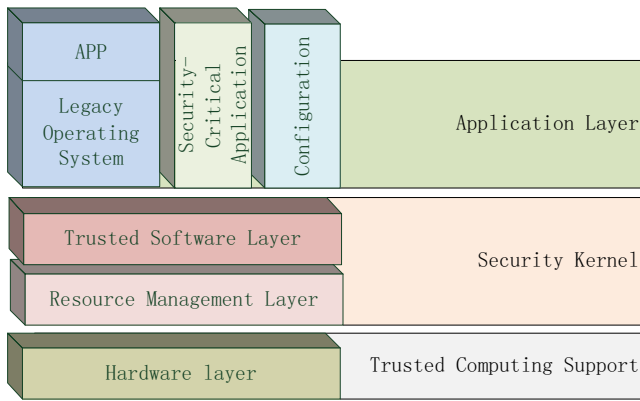 APP
Legacy
Operating
System
Security-
Critical
Application
Configuration
Application Layer
Trusted Software Layer
Security Kernel
Resource Management Layer
Hardware layer
Trusted Computing Support